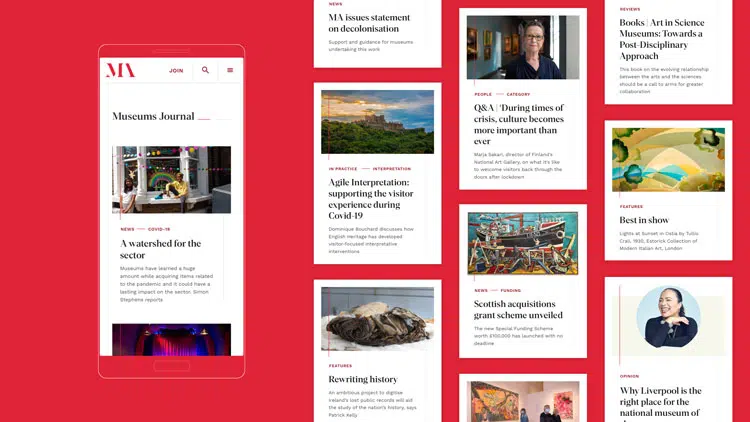 MA
JOIN
Museums Journal
NEWS — COVID-19
A watershed for the
sector
Museums have learned a huge
amount while acquiring items related
to the pandemic and it could have a
lasting impact on the sector. Simon
Stephens reports
NEWS
MA issues statement
on decolonisation
Support and guidance for museums
undertaking this work
IN PRACTICE — INTERPRETATION
Agile Interpretation:
supporting the visitor
experience during
Covid-19
Dominique Bouchard discusses how
English Heritage has developed
visitor-focused interpretative
interventions
FEATURES
Rewriting history
An ambitious project to digitise
Ireland's lost public records will aid
the study of the nation's history, says
Patrick Kelly
PEOPLE — CATEGORY
Q&A | 'During times of
crisis, culture becomes
more important than
ever
Marja Sakari, director of Finland's
National Art Gallery, on what it's like
to welcome visitors back through the
doors after lockdown
NEWS — FUNDING
Scottish acquisitions
grant scheme unveiled
The new Special Funding Scheme
worth £100,000 has launched with no
deadline
REVIEWS
Books | Art in Science
Museums: Towards a
Post-Disciplinary
Approach
This book on the evolving relationship
between the arts and the sciences
should be a call to arms for greater
collaboration
FEATURES
Best in show
Lights at Sunset in Ostia by Tullio
Crali, 1930, Estorick Collection of
Modern Italian Art, London
OPINION
Why Liverpool is the
right place for the
national museum of